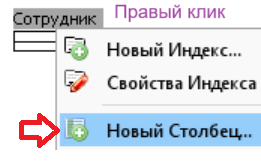 Сотрудник Правый клик
Новый Индекс...
Свойства Индекса
Новый Столбец...